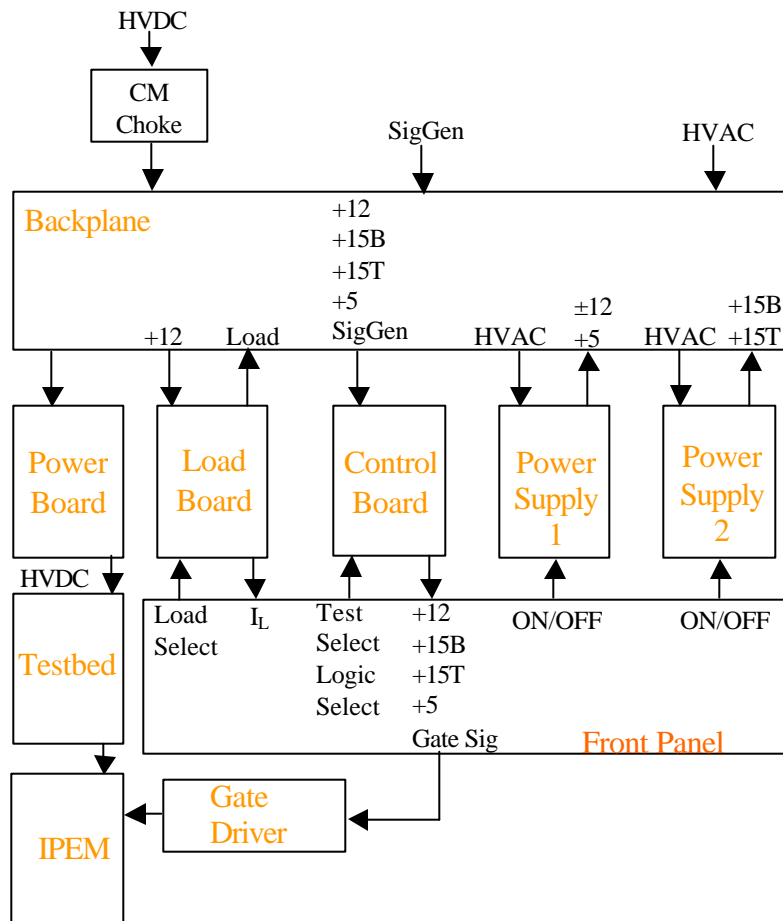 HVDC
CM
Choke
SigGen
HVAC
Backplane
+12
+15B
+15T
+5
SigGen
+12
Load
HVAC
±12
+5
HVAC
+15B
+15T
Power
Board
Load
Board
Control
Board
Power
Supply
1
Power
Supply
2
HVDC
Testbed
Load
Select
I_L
Test
Select
Logic
Select
+12
+15B
+15T
+5
Gate Sig
ON/OFF
ON/OFF
Front Panel
IPEM
Gate
Driver